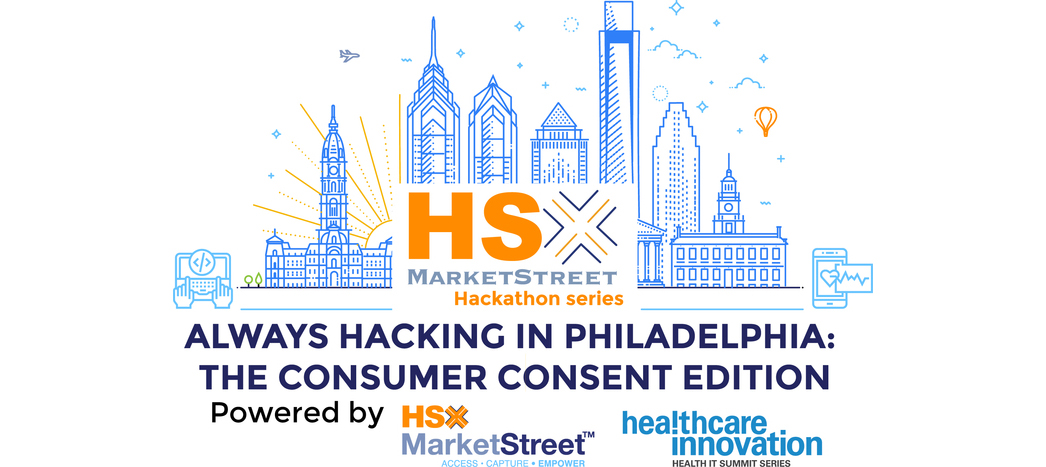 HSX
MARKETSTREET
Hackathon series
ALWAYS HACKING IN PHILADELPHIA:
THE CONSUMER CONSENT EDITION
Powered by
HSX
MarketStreet™
ACCESS · CAPTURE • EMPOWER
healthcare
innovation
HEALTH IT SUMMIT SERIES